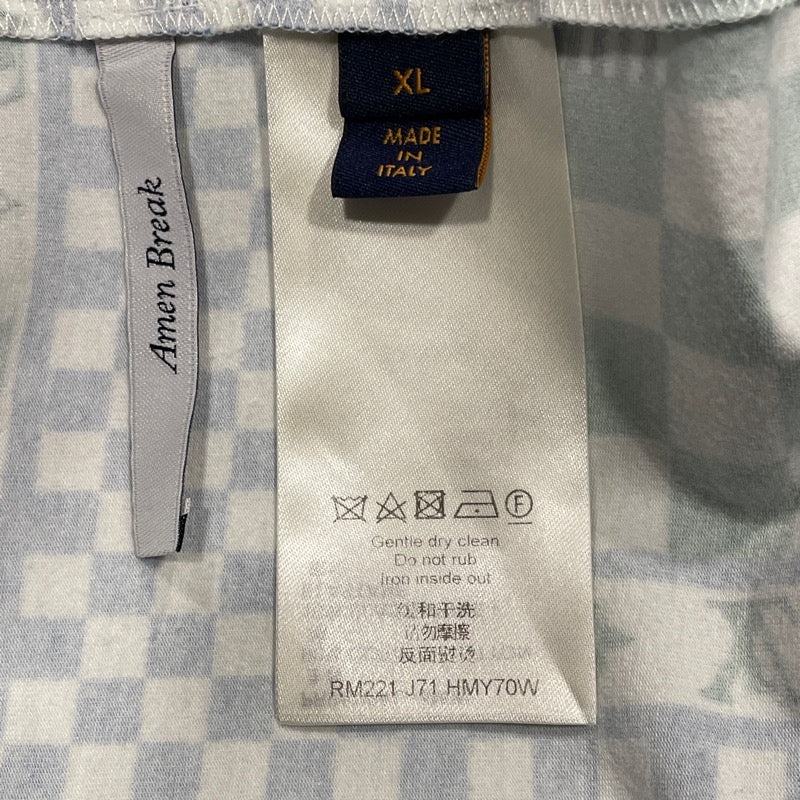 Amen Break
XL
MADE
IN
ITALY
F
Gentle dry clean
Do not rub
Iron inside out
缓和干洗
请勿摩擦
反面熨烫
RM221 J71 HMY70W